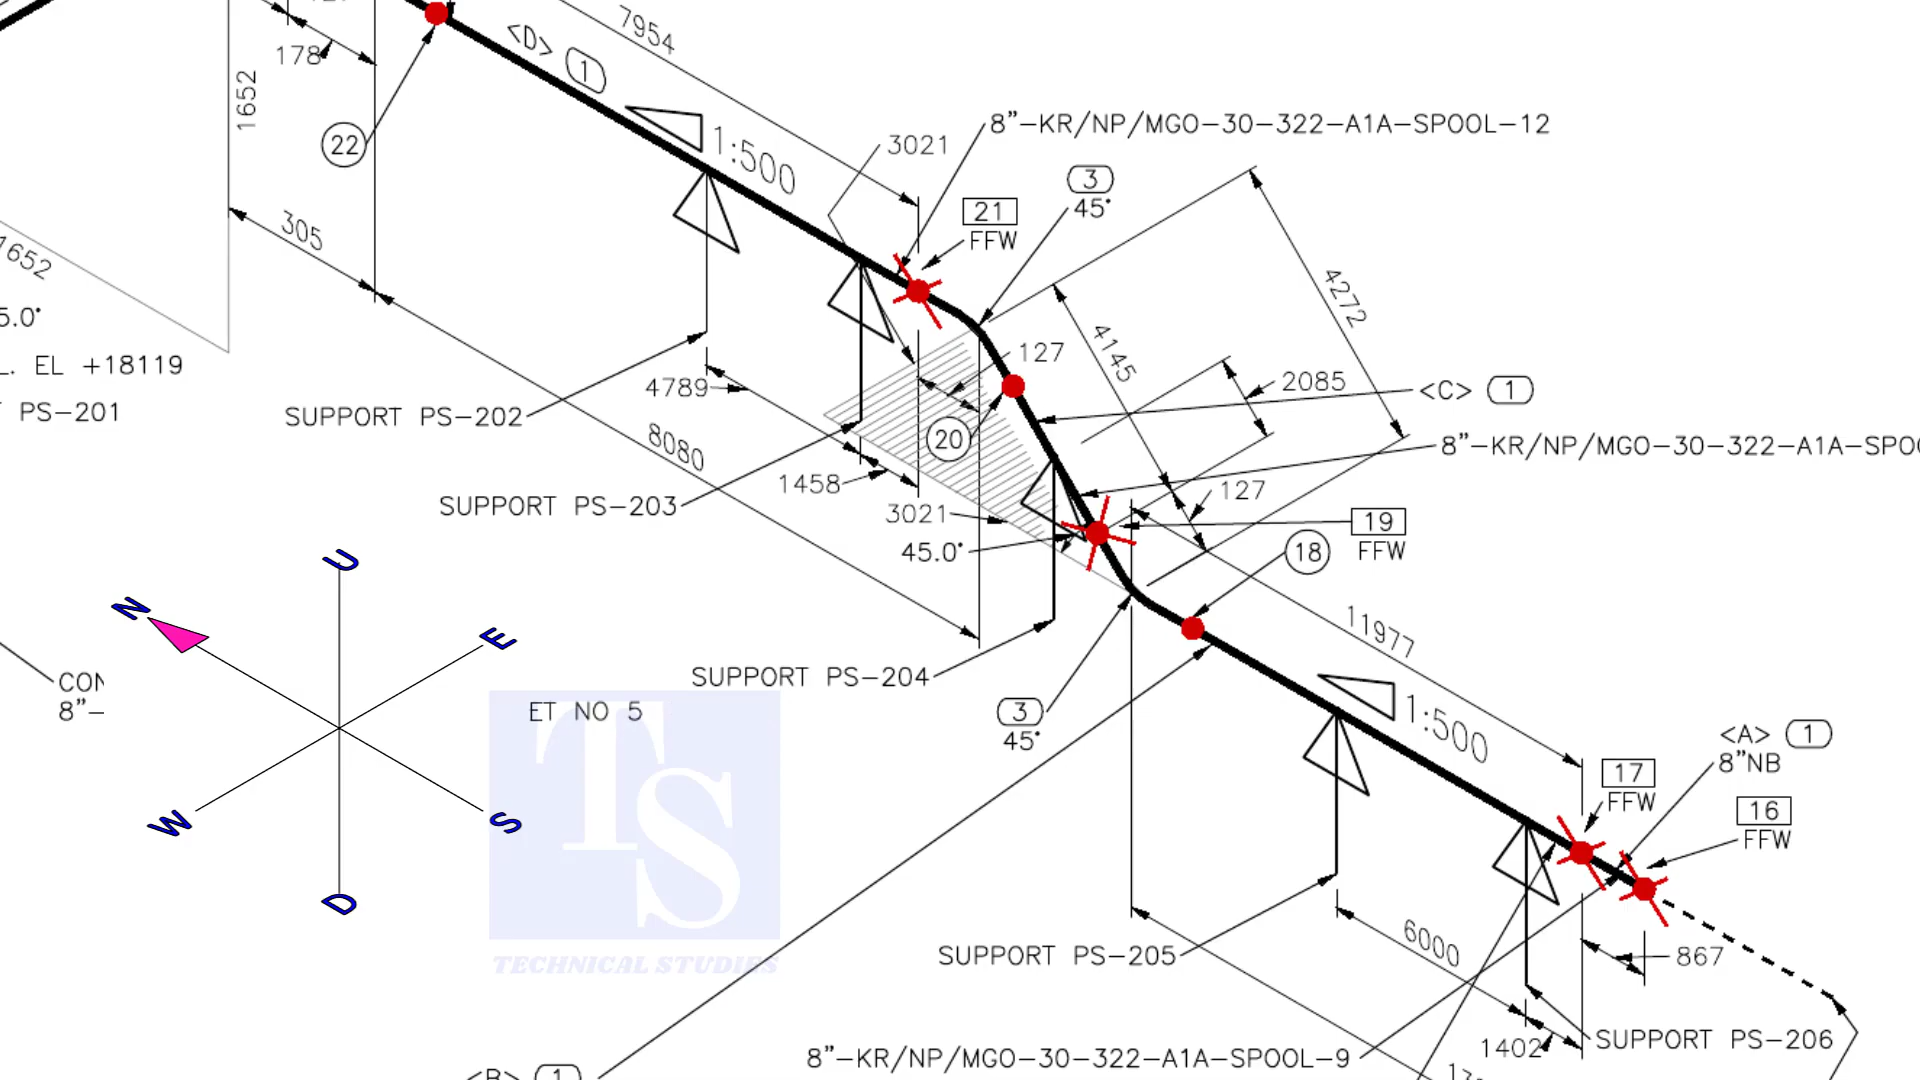 7954
<D> 1
178
1652
8"-KR/NP/MGO-30-322-A1A-SPOOL-12
22
3021
1:500
3
45°
21
FFW
305
1652
5.0°
4272
4145
127
L. EL +18119
2085
<C> 1
4789
PS-201
SUPPORT PS-202
8080
20
8"-KR/NP/MGO-30-322-A1A-SPOO
1458
127
SUPPORT PS-203
3021
19
FFW
45.0°
18
U
N
E
11977
SUPPORT PS-204
CON
8"-
ET NO 5
3
45°
1:500
<A> 1
8"NB
17
FFW
16
FFW
W
S
TS
D
6000
SUPPORT PS-205
867
TECHNICAL STUDIES
SUPPORT PS-206
1402
8"-KR/NP/MGO-30-322-A1A-SPOOL-9
<B> 1